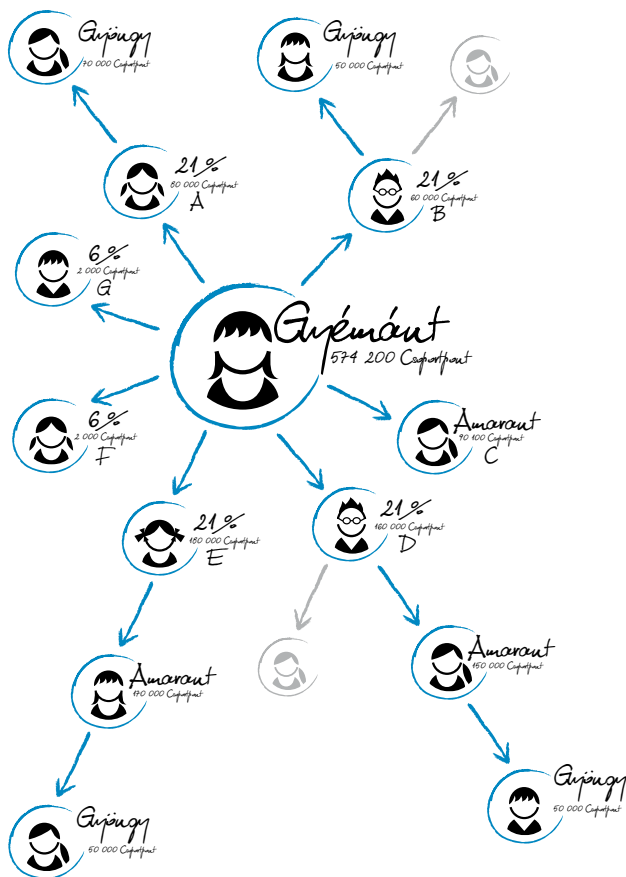 Gyöngy
70 000 Csoportpont
Gyöngy
50 000 Csoportpont
21%
80 000 Csoportpont
A
21%
60 000 Csoportpont
B
6%
2 000 Csoportpont
G
Gyémánt
574 200 Csoportpont
6%
2 000 Csoportpont
F
Amarant
90 100 Csoportpont
C
21%
180 000 Csoportpont
E
21%
160 000 Csoportpont
D
Amarant
170 000 Csoportpont
Amarant
150 000 Csoportpont
Gyöngy
50 000 Csoportpont
Gyöngy
50 000 Csoportpont